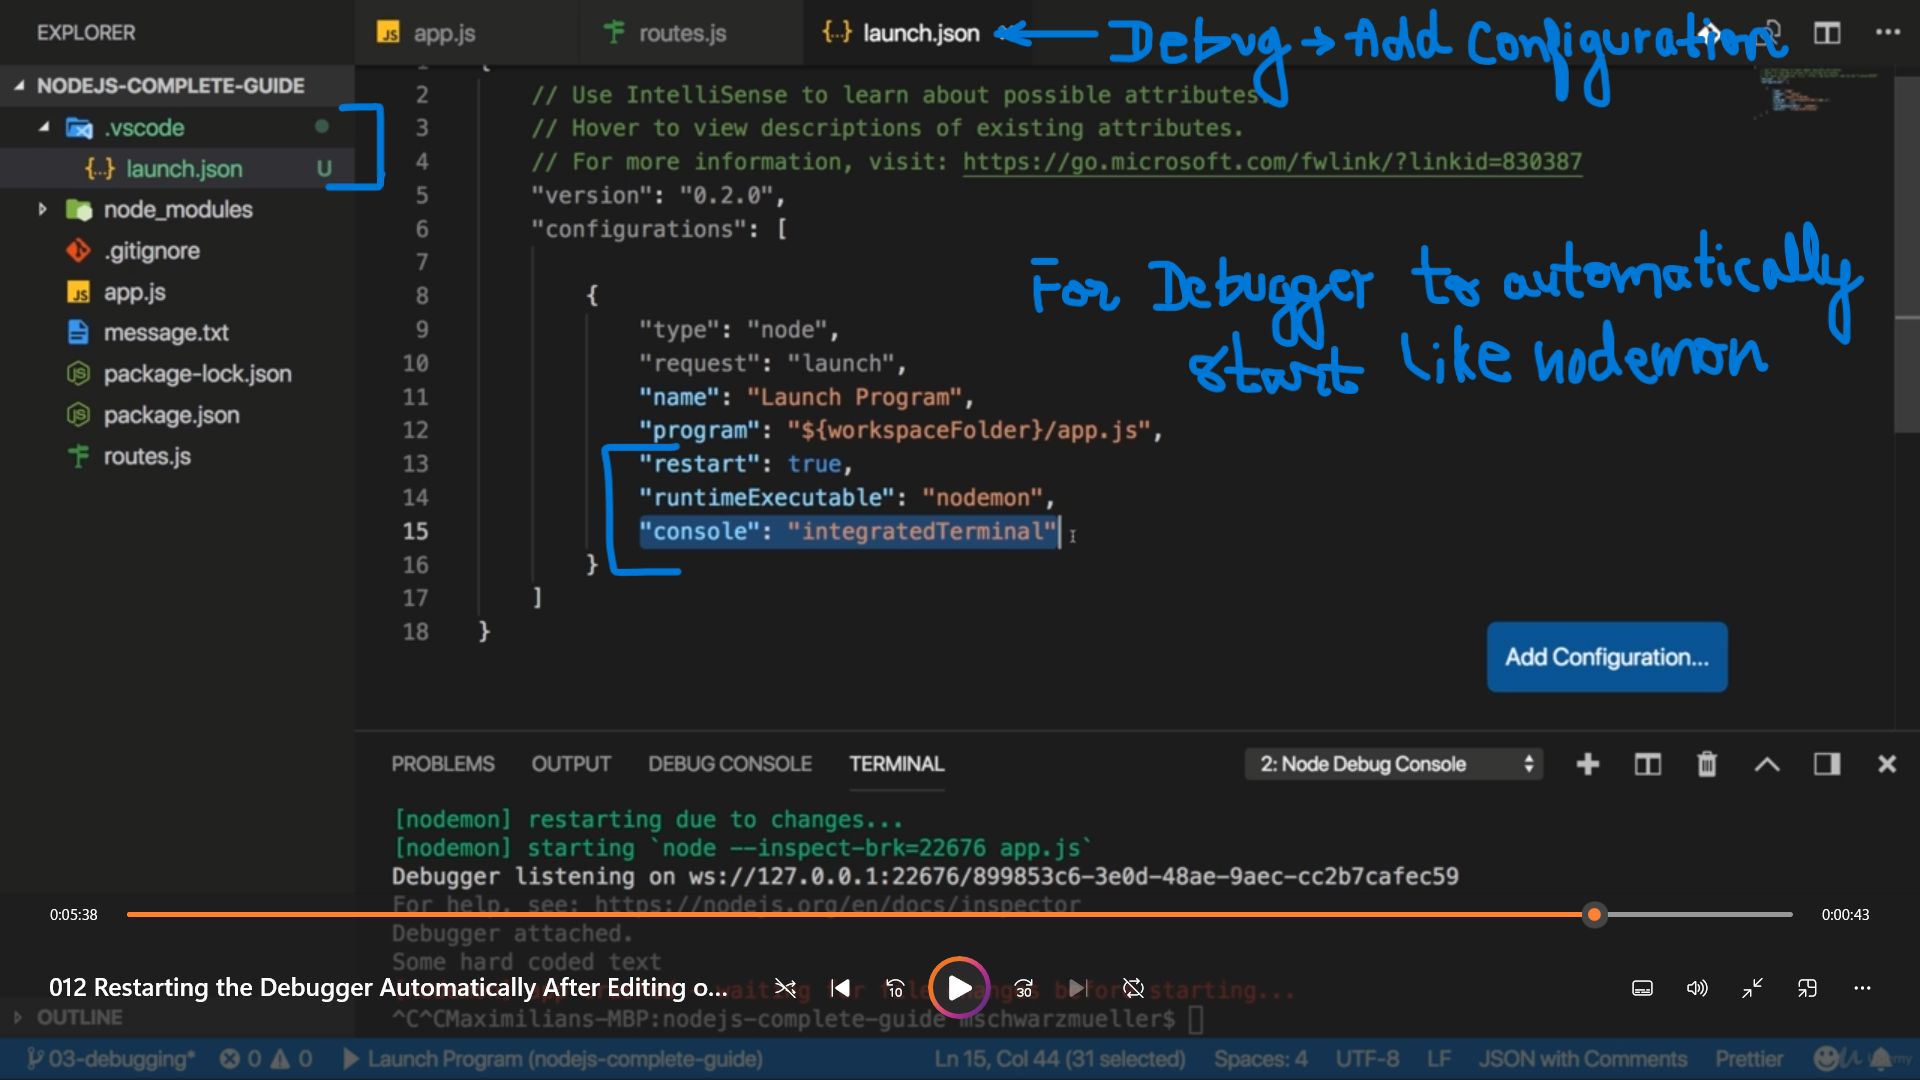 EXPLORER
app.js
routes.js
launch.json
Debug → Add Configuration
NODEJS-COMPLETE-GUIDE
.vscode
launch.json U
node_modules
.gitignore
app.js
message.txt
package-lock.json
package.json
routes.js
1 {
2 // Use IntelliSense to learn about possible attributes.
3 // Hover to view descriptions of existing attributes.
4 // For more information, visit: https://go.microsoft.com/fwlink/?linkid=830387
5 "version": "0.2.0",
6 "configurations": [
7
8 {
9 "type": "node",
10 "request": "launch",
11 "name": "Launch Program",
12 "program": "${workspaceFolder}/app.js",
13 "restart": true,
14 "runtimeExecutable": "nodemon",
15 "console": "integratedTerminal"
16 }
17 ]
18 }
For Debugger to automatically
start like nodemon
Add Configuration...
PROBLEMS OUTPUT DEBUG CONSOLE TERMINAL 2: Node Debug Console
[nodemon] restarting due to changes...
[nodemon] starting `node --inspect-brk=22676 app.js`
Debugger listening on ws://127.0.0.1:22676/899853c6-3e0d-48ae-9aec-cc2b7cafec59
For help, see: https://nodejs.org/en/docs/inspector
0:05:38 0:00:43
Debugger attached.
Some hard coded text
012 Restarting the Debugger Automatically After Editing o...
10
30
waiting for file changes before starting...
^C^CMaximilians-MBP:nodejs-complete-guide mschwarzmueller$
OUTLINE
03-debugging* 0 0 Launch Program (nodejs-complete-guide) Ln 15, Col 44 (31 selected) Spaces: 4 UTF-8 LF JSON with Comments Prettier